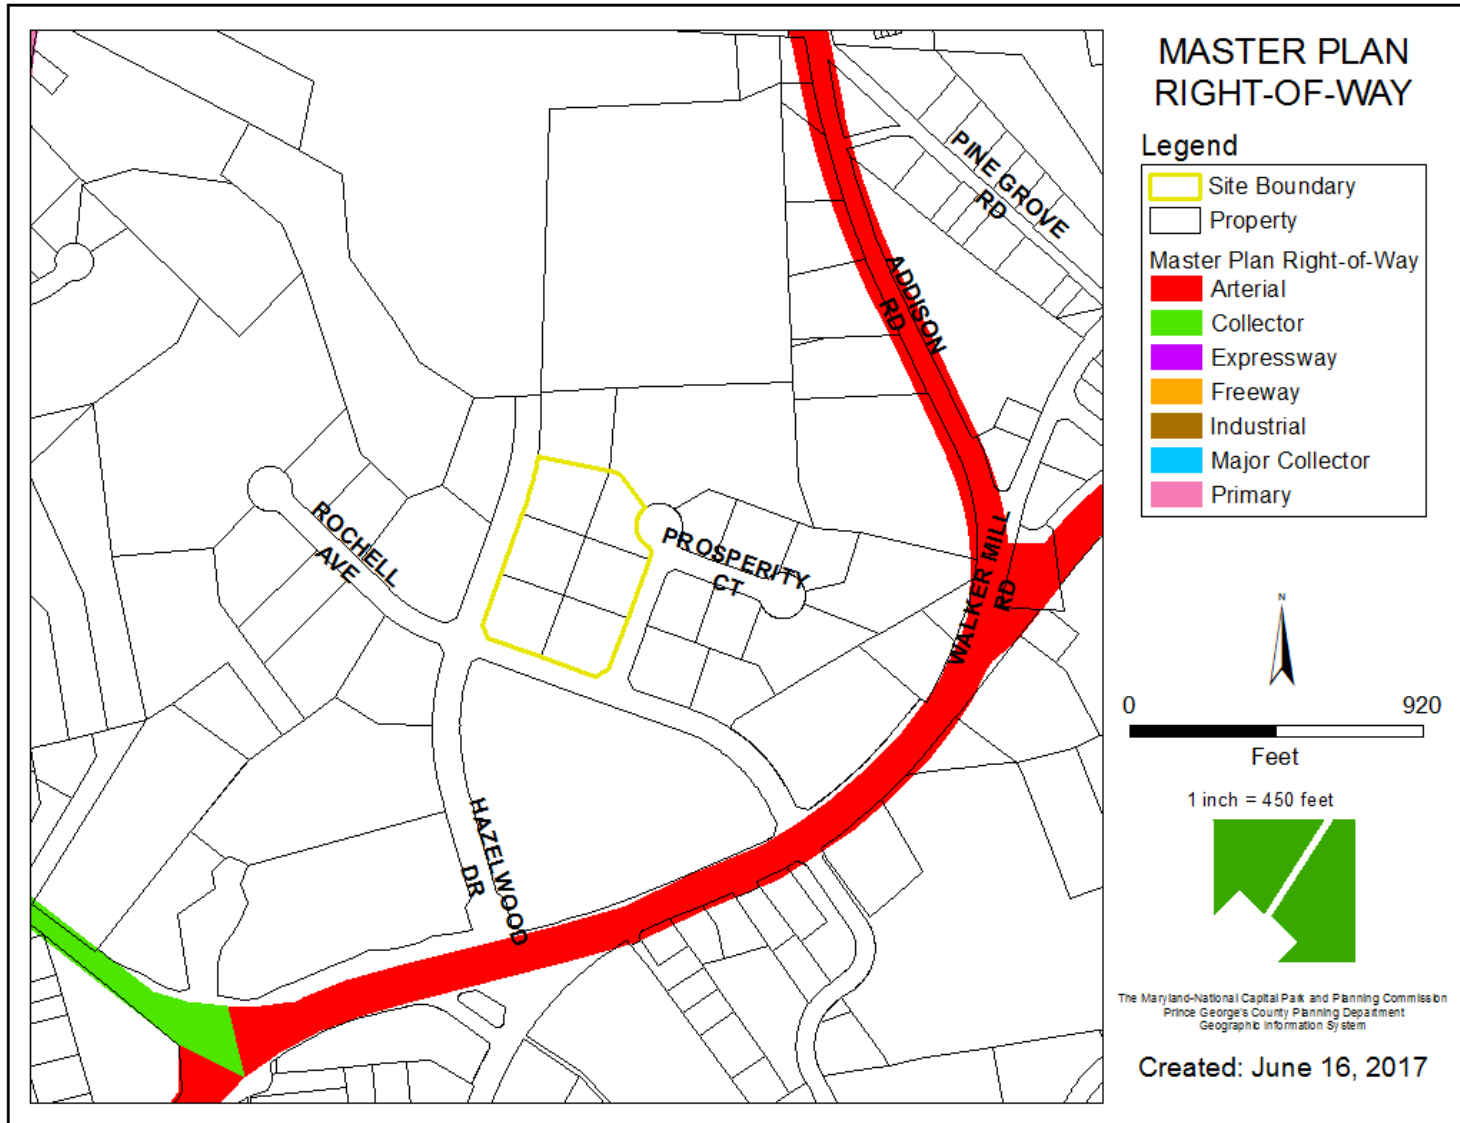 MASTER PLAN
RIGHT-OF-WAY
Legend
Site Boundary
Property
Master Plan Right-of-Way
Arterial
Collector
Expressway
Freeway
Industrial
Major Collector
Primary
PINE GROVE
RD
ADDISON
RD
ROCHELL
AVE
PROSPERITY
CT
WALKER MILL
RD
HAZELWOOD
DR
N
0 920
Feet
1 inch = 450 feet
The Maryland-National Capital Park and Planning Commission
Prince George's County Planning Department
Geographic Information System
Created: June 16, 2017